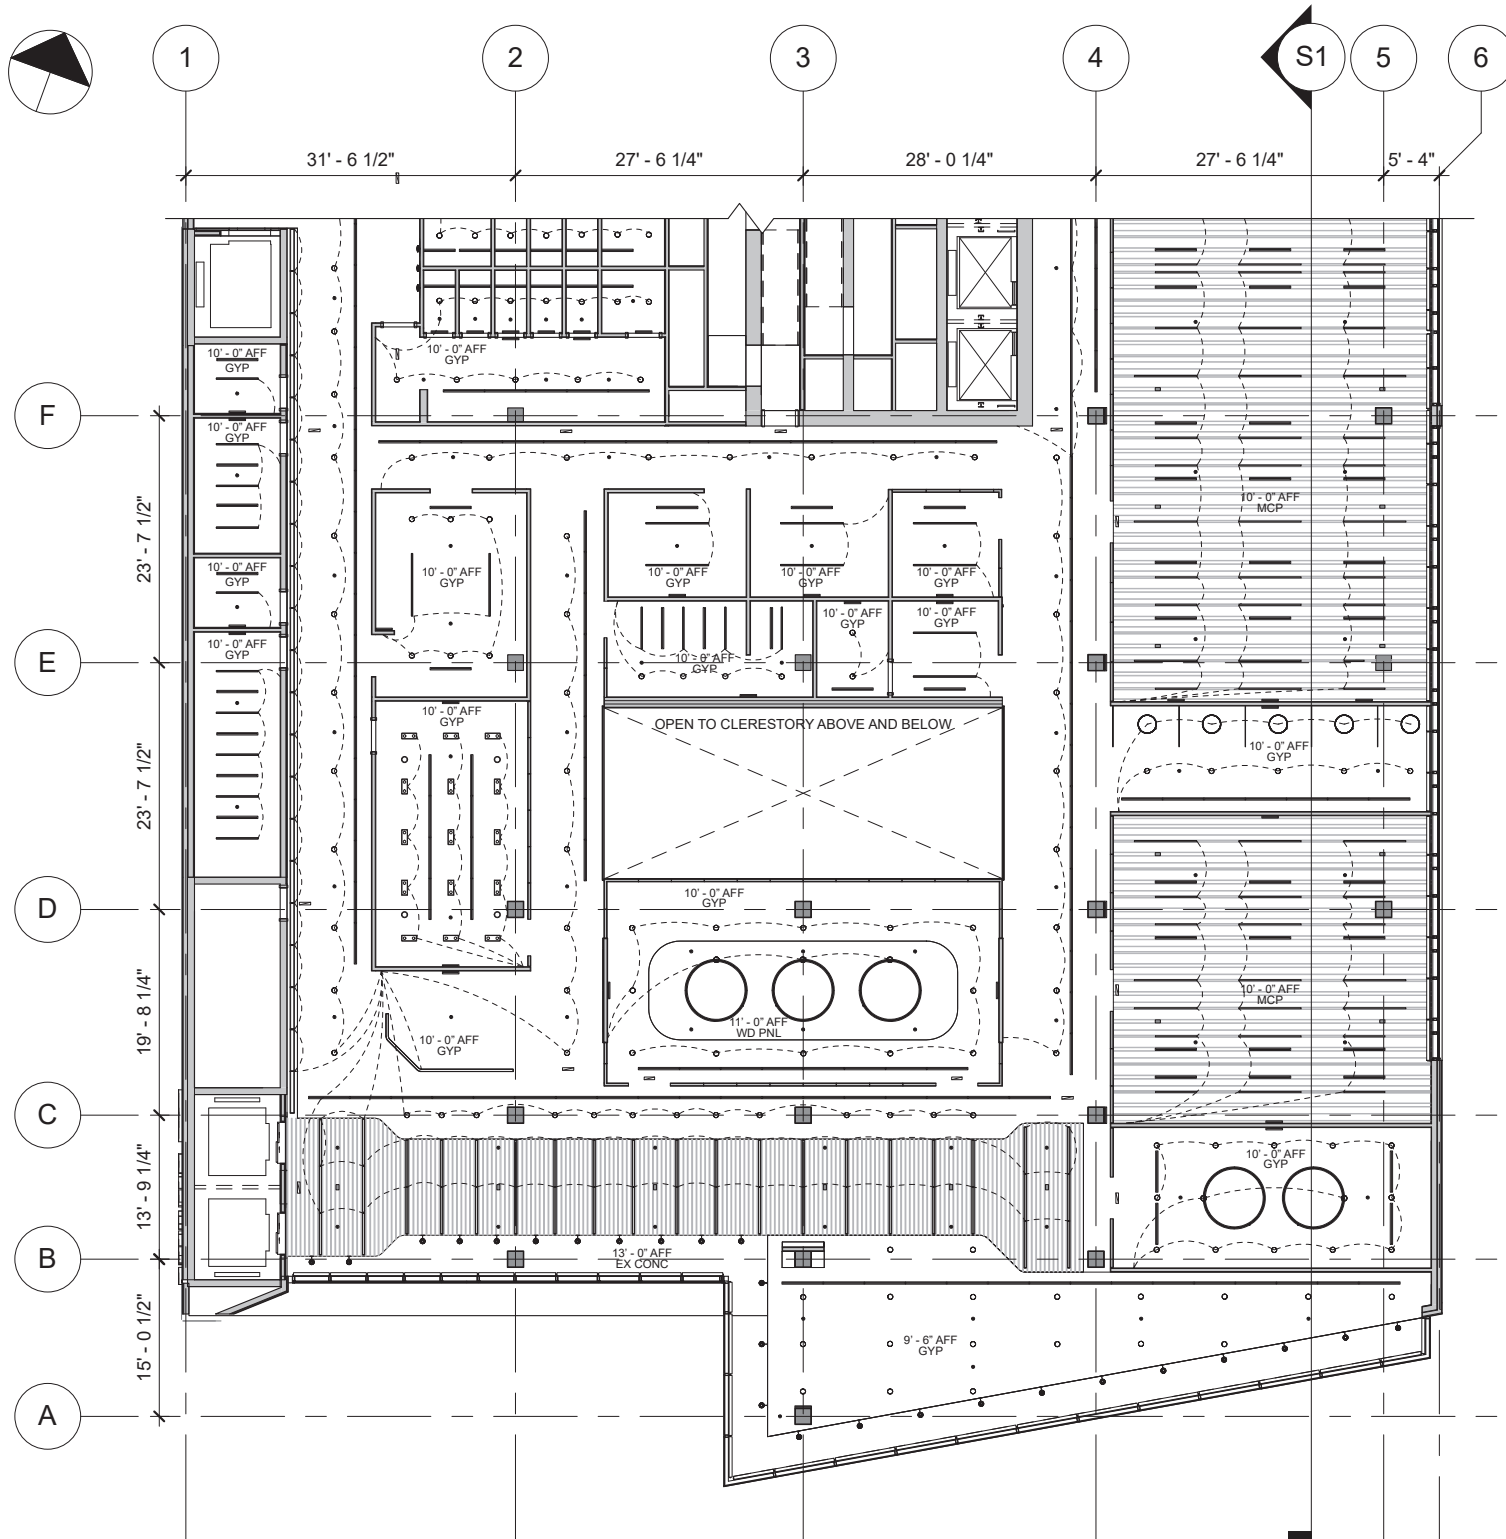 1
2
3
4
S1
5
6
31' - 6 1/2"
27' - 6 1/4"
28' - 0 1/4"
27' - 6 1/4"
5' - 4"
10' - 0" AFF
GYP
10' - 0" AFF
GYP
F
10' - 0" AFF
GYP
23' - 7 1/2"
10' - 0" AFF
MCP
10' - 0" AFF
GYP
10' - 0" AFF
GYP
10' - 0" AFF
GYP
10' - 0" AFF
GYP
10' - 0" AFF
GYP
10' - 0" AFF
GYP
10' - 0" AFF
GYP
10' - 0" AFF
GYP
E
10' - 0" AFF
GYP
10' - 0" AFF
GYP
OPEN TO CLERESTORY ABOVE AND BELOW
10' - 0" AFF
GYP
23' - 7 1/2"
D
10' - 0" AFF
GYP
19' - 8 1/4"
10' - 0" AFF
MCP
11' - 0" AFF
WD PNL
10' - 0" AFF
GYP
C
13' - 9 1/4"
10' - 0" AFF
GYP
B
13' - 0" AFF
EX CONC
15' - 0 1/2"
9' - 6" AFF
GYP
A